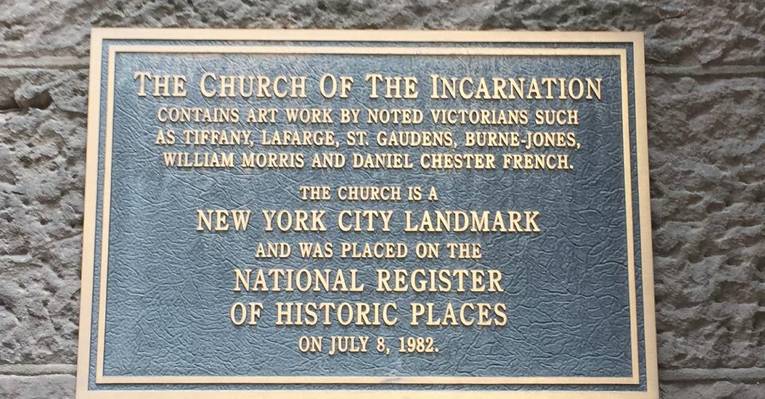 THE CHURCH OF THE INCARNATION
CONTAINS ART WORK BY NOTED VICTORIANS SUCH
AS TIFFANY, LAFARGE, ST. GAUDENS, BURNE-JONES,
WILLIAM MORRIS AND DANIEL CHESTER FRENCH.
THE CHURCH IS A
NEW YORK CITY LANDMARK
AND WAS PLACED ON THE
NATIONAL REGISTER
OF HISTORIC PLACES
ON JULY 8, 1982.